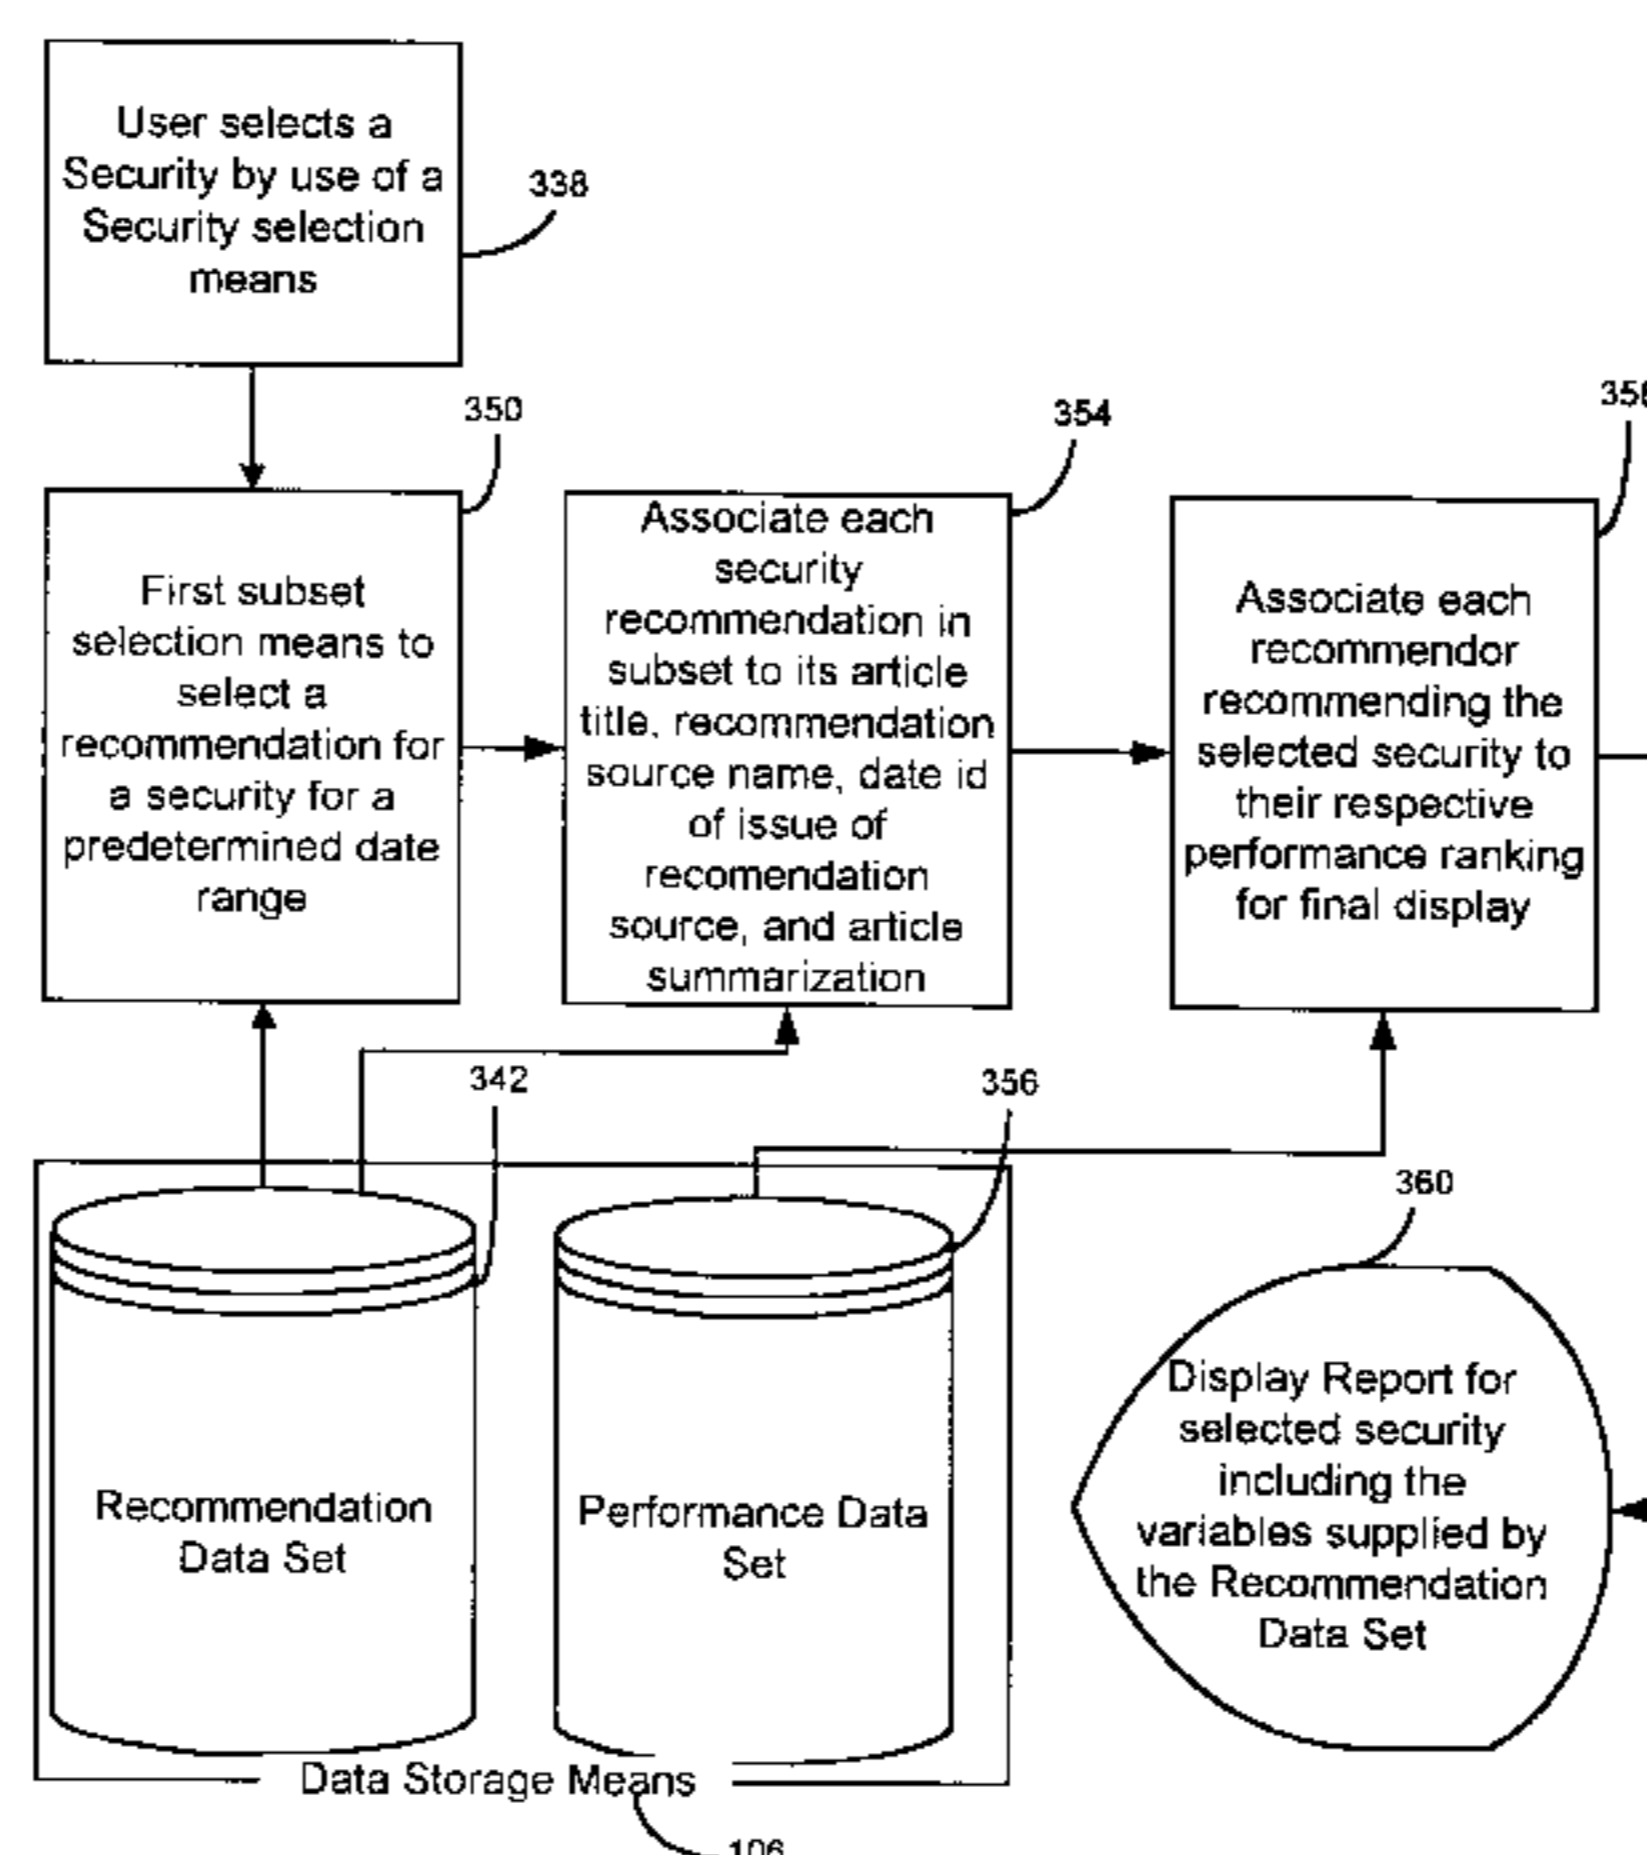 User selects a
Security by use of a
Security selection
means
338
350
First subset
selection means to
select a
recommendation for
a security for a
predetermined date
range
354
Associate each
security
recommendation in
subset to its article
title, recommendation
source name, date id
of issue of
recomendation
source, and article
summarization
Associate each
recommendor
recommending the
selected security to
their respective
performance ranking
for final display
342
356
Recommendation
Data Set
Performance Data
Set
Data Storage Means
106
360
Display Report for
selected security
including the
variables supplied by
the Recommendation
Data Set